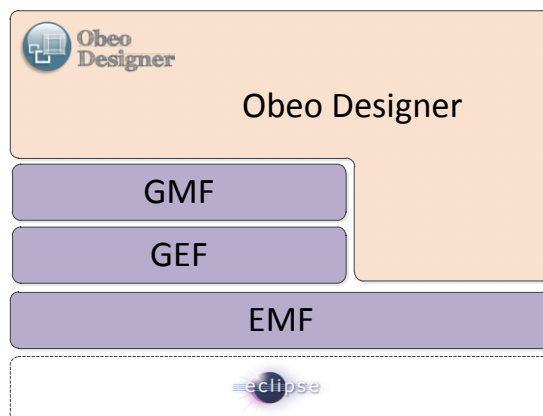 Obeo
Designer
Obeo Designer
GMF
GEF
EMF
eclipse